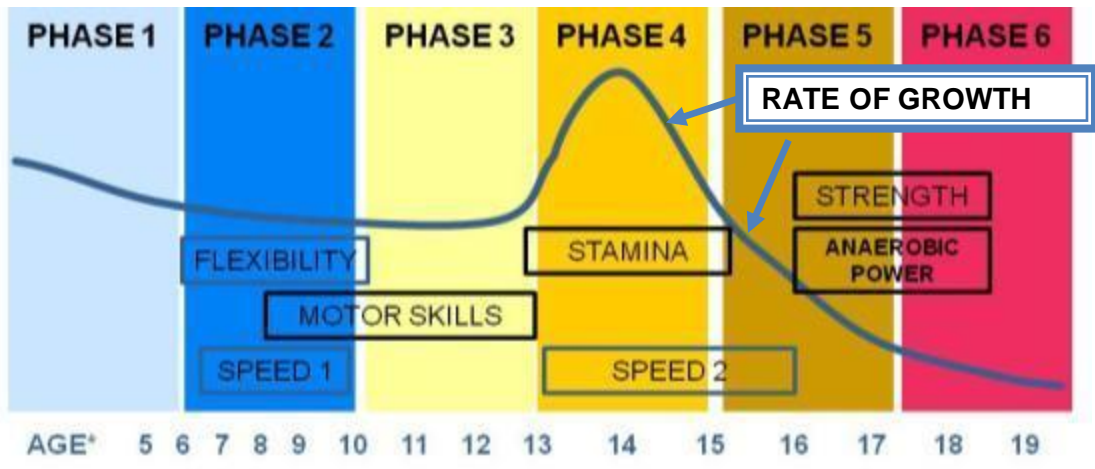 PHASE 1 PHASE 2 PHASE 3 PHASE 4 PHASE 5 PHASE 6
RATE OF GROWTH
STRENGTH
FLEXIBILITY STAMINA ANAEROBIC
POWER
MOTOR SKILLS
SPEED 1 SPEED 2
AGE* 5 6 7 8 9 10 11 12 13 14 15 16 17 18 19